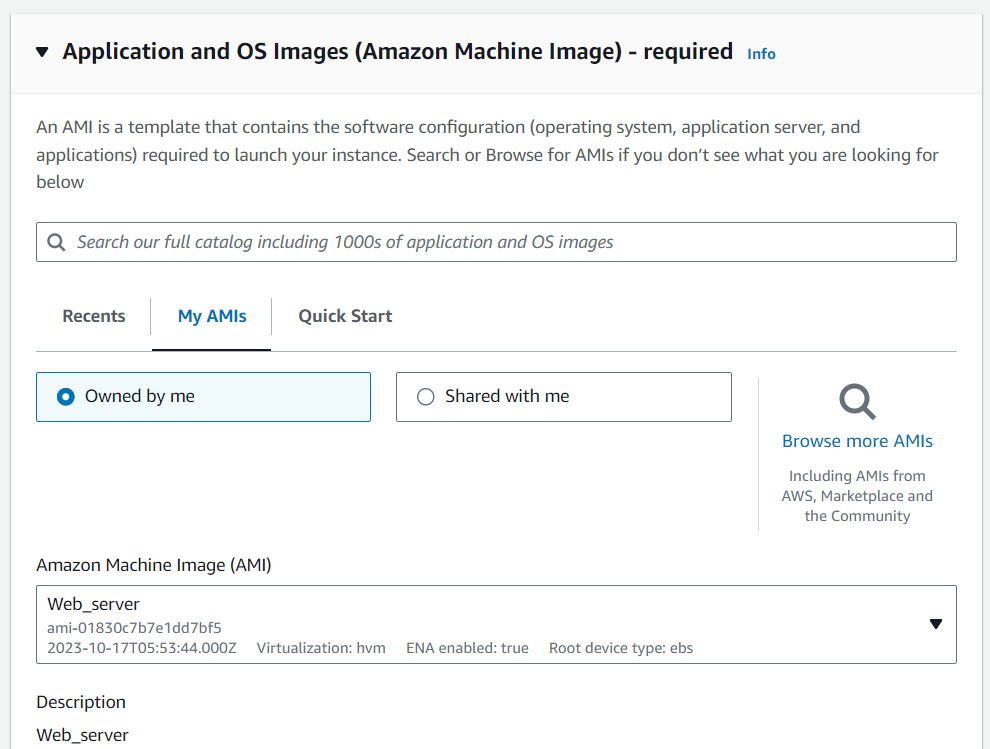 Application and OS Images (Amazon Machine Image) - required Info
An AMI is a template that contains the software configuration (operating system, application server, and
applications) required to launch your instance. Search or Browse for AMIs if you don’t see what you are looking for
below
Search our full catalog including 1000s of application and OS images
Recents
My AMIs
Quick Start
Owned by me
Shared with me
Browse more AMIs
Including AMIs from
AWS, Marketplace and
the Community
Amazon Machine Image (AMI)
Web_server
ami-01830c7b7e1dd7bf5
2023-10-17T05:53:44.000Z Virtualization: hvm ENA enabled: true Root device type: ebs
Description
Web_server